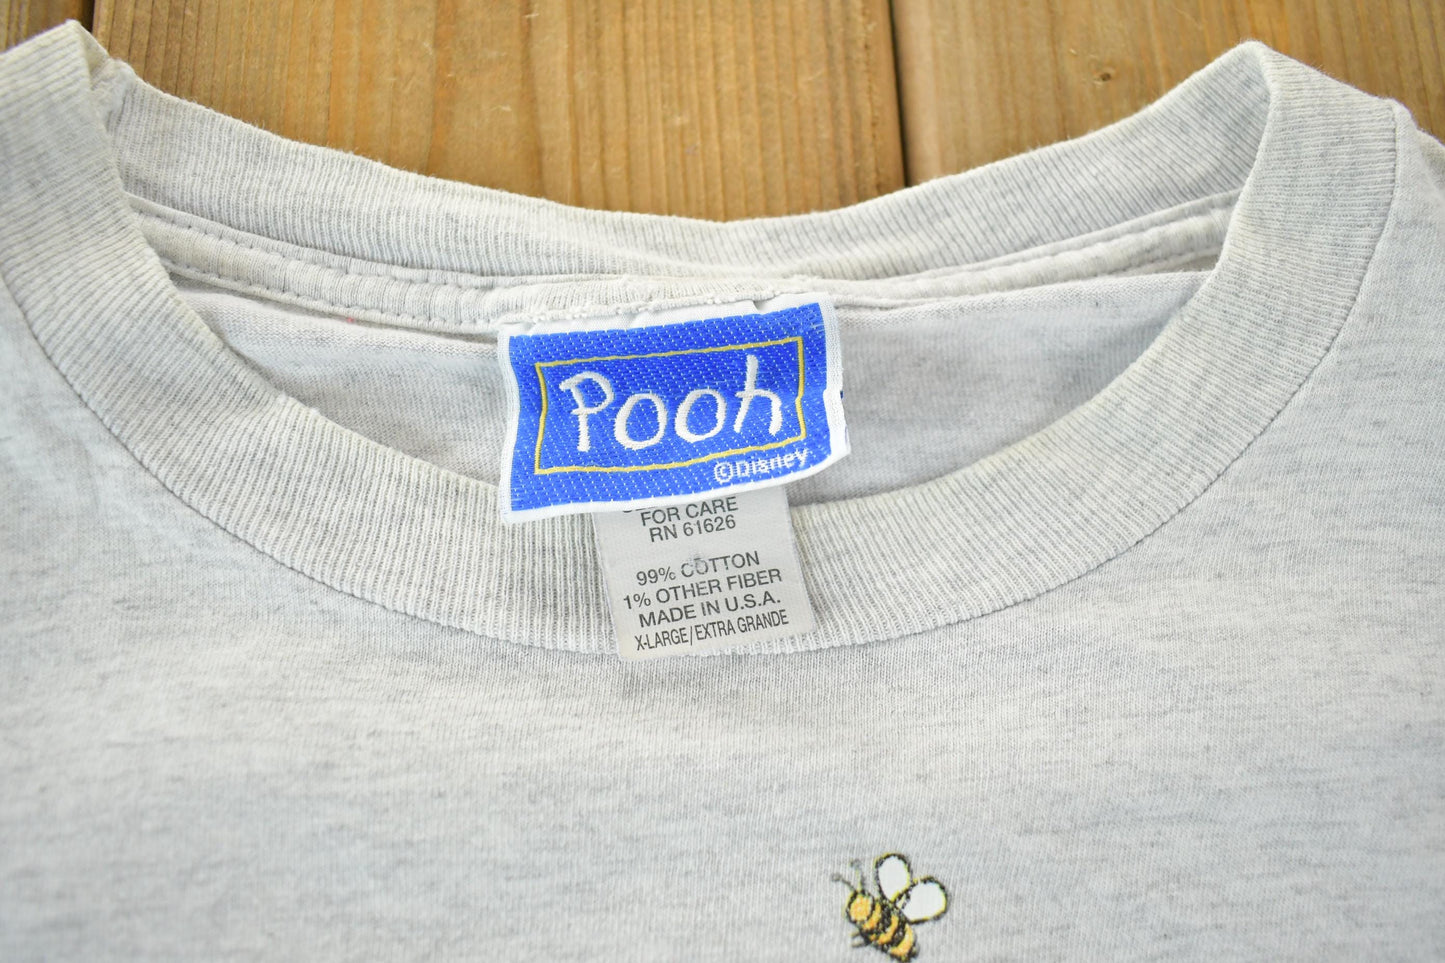 Pooh
©Disney
FOR CARE
RN 61626
99% COTTON
1% OTHER FIBER
MADE IN U.S.A.
X-LARGE/EXTRA GRANDE